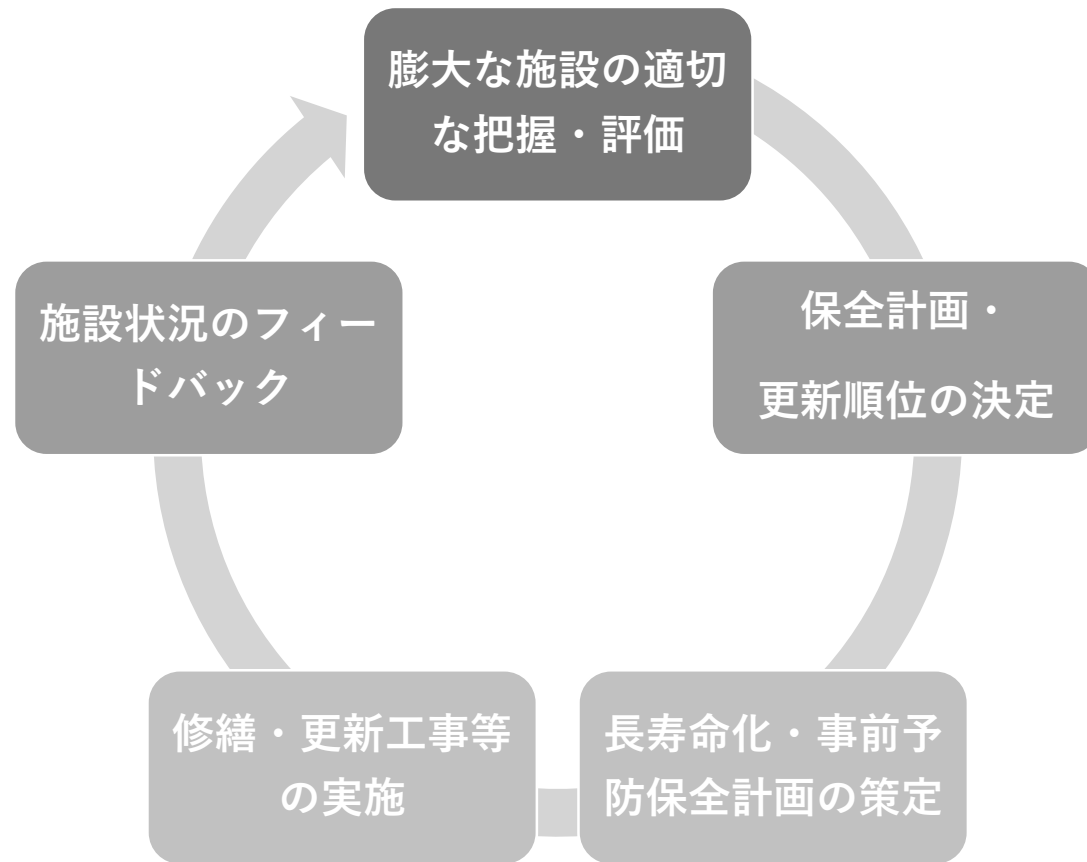 膨大な施設の適切
な把握・評価
保全計画・
更新順位の決定
長寿命化・事前予
防保全計画の策定
修繕・更新工事等
の実施
施設状況のフィー
ドバック